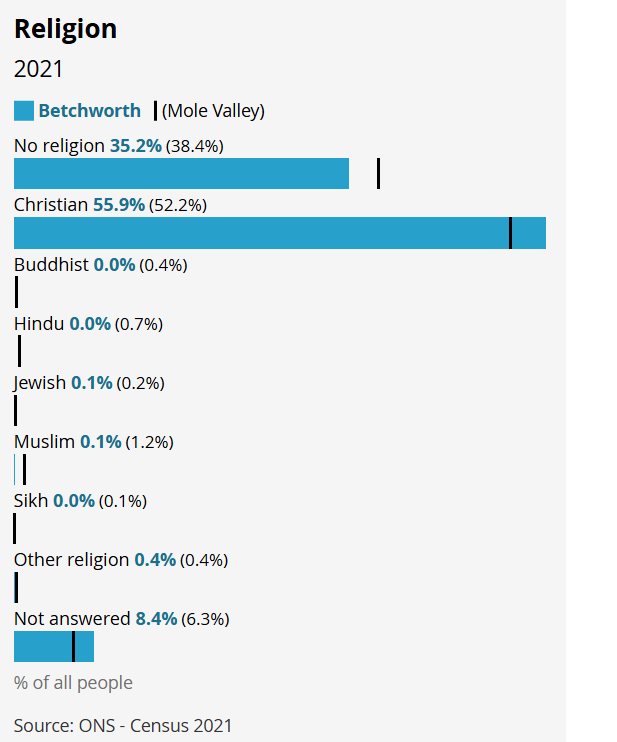 Religion
2021
Betchworth (Mole Valley)
No religion 35.2% (38.4%)
Christian 55.9% (52.2%)
Buddhist 0.0% (0.4%)
Hindu 0.0% (0.7%)
Jewish 0.1% (0.2%)
Muslim 0.1% (1.2%)
Sikh 0.0% (0.1%)
Other religion 0.4% (0.4%)
Not answered 8.4% (6.3%)
% of all people
Source: ONS - Census 2021